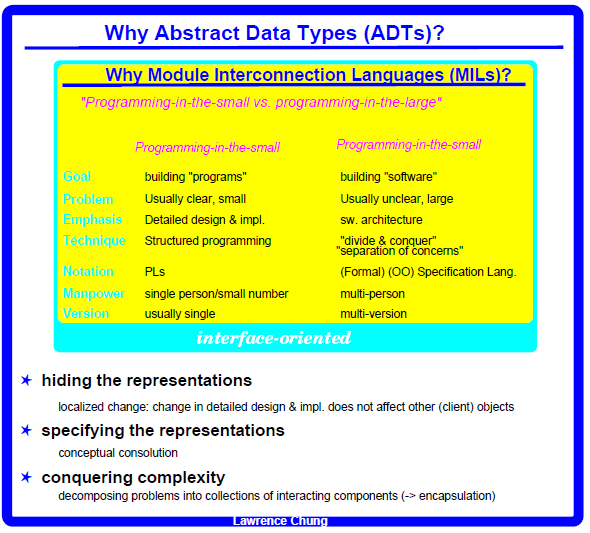 Why Abstract Data Types (ADTs)?
Why Module Interconnection Languages (MILs)?
"Programming-in-the-small vs. programming-in-the-large"
Programming-in-the-small Programming-in-the-small
Goal building "programs" building "software"
Problem Usually clear, small Usually unclear, large
Emphasis Detailed design & impl. sw. architecture
Technique Structured programming "divide & conquer"
"separation of concerns"
Notation PLs (Formal) (OO) Specification Lang.
Manpower single person/small number multi-person
Version usually single multi-version
interface-oriented
✶ hiding the representations
localized change: change in detailed design & impl. does not affect other (client) objects
✶ specifying the representations
conceptual consolution
✶ conquering complexity
decomposing problems into collections of interacting components (-> encapsulation)
Lawrence Chung